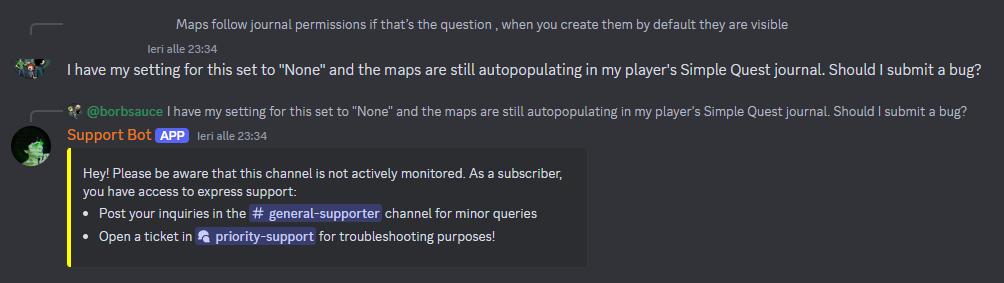 Maps follow journal permissions if that's the question , when you create them by default they are visible
Ieri alle 23:34
I have my setting for this set to "None" and the maps are still autopopulating in my player's Simple Quest journal. Should I submit a bug?
@borbsauce I have my setting for this set to "None" and the maps are still autopopulating in my player's Simple Quest journal. Should I submit a bug?
Support Bot APP Ieri alle 23:34
Hey! Please be aware that this channel is not actively monitored. As a subscriber,
you have access to express support:
• Post your inquiries in the # general-supporter channel for minor queries
• Open a ticket in priority-support for troubleshooting purposes!